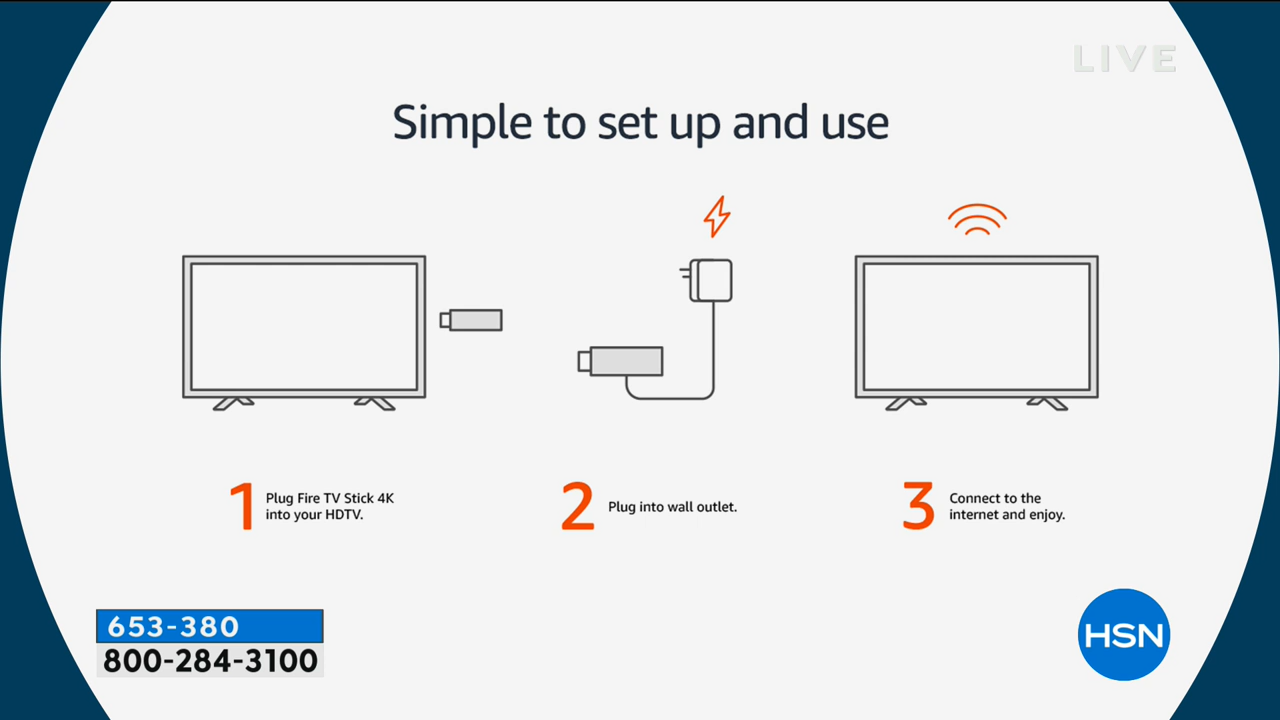 LIVE
Simple to set up and use
1 Plug Fire TV Stick 4K
into your HDTV.
2 Plug into wall outlet.
3 Connect to the
internet and enjoy.
653-380
800-284-3100
HSN